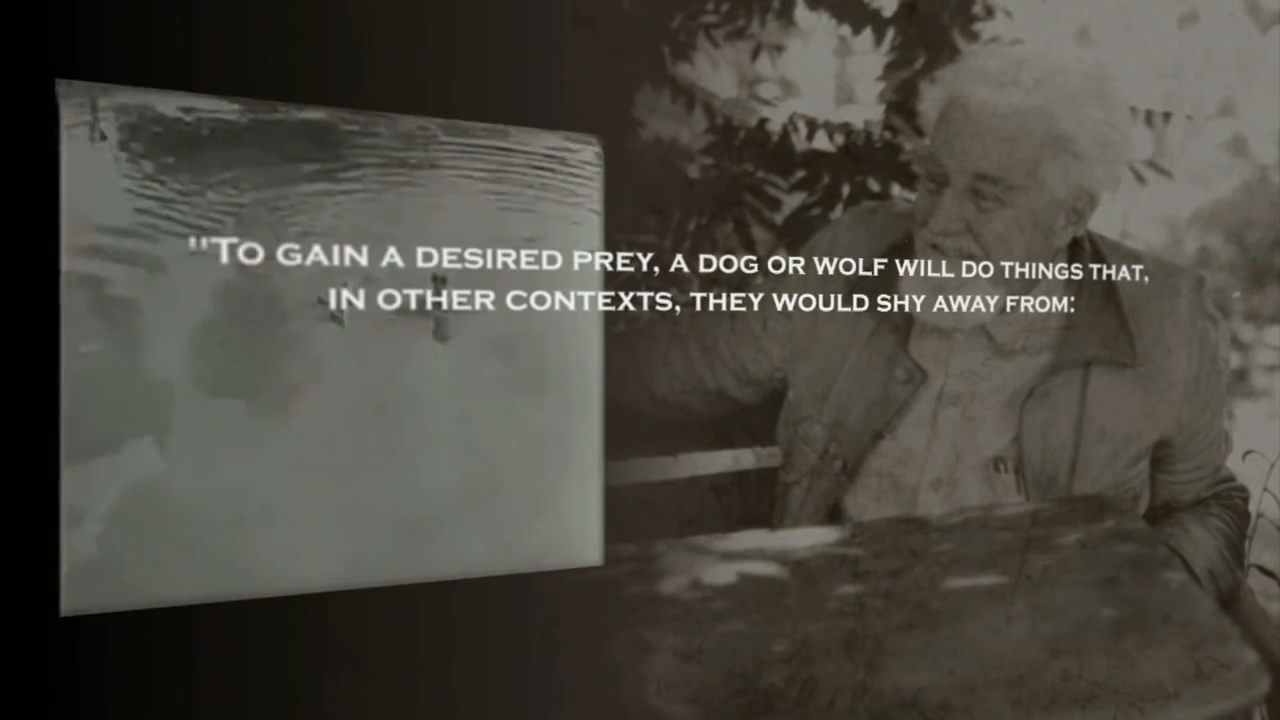 "To gain a desired prey, a dog or wolf will do things that,
in other contexts, they would shy away from: